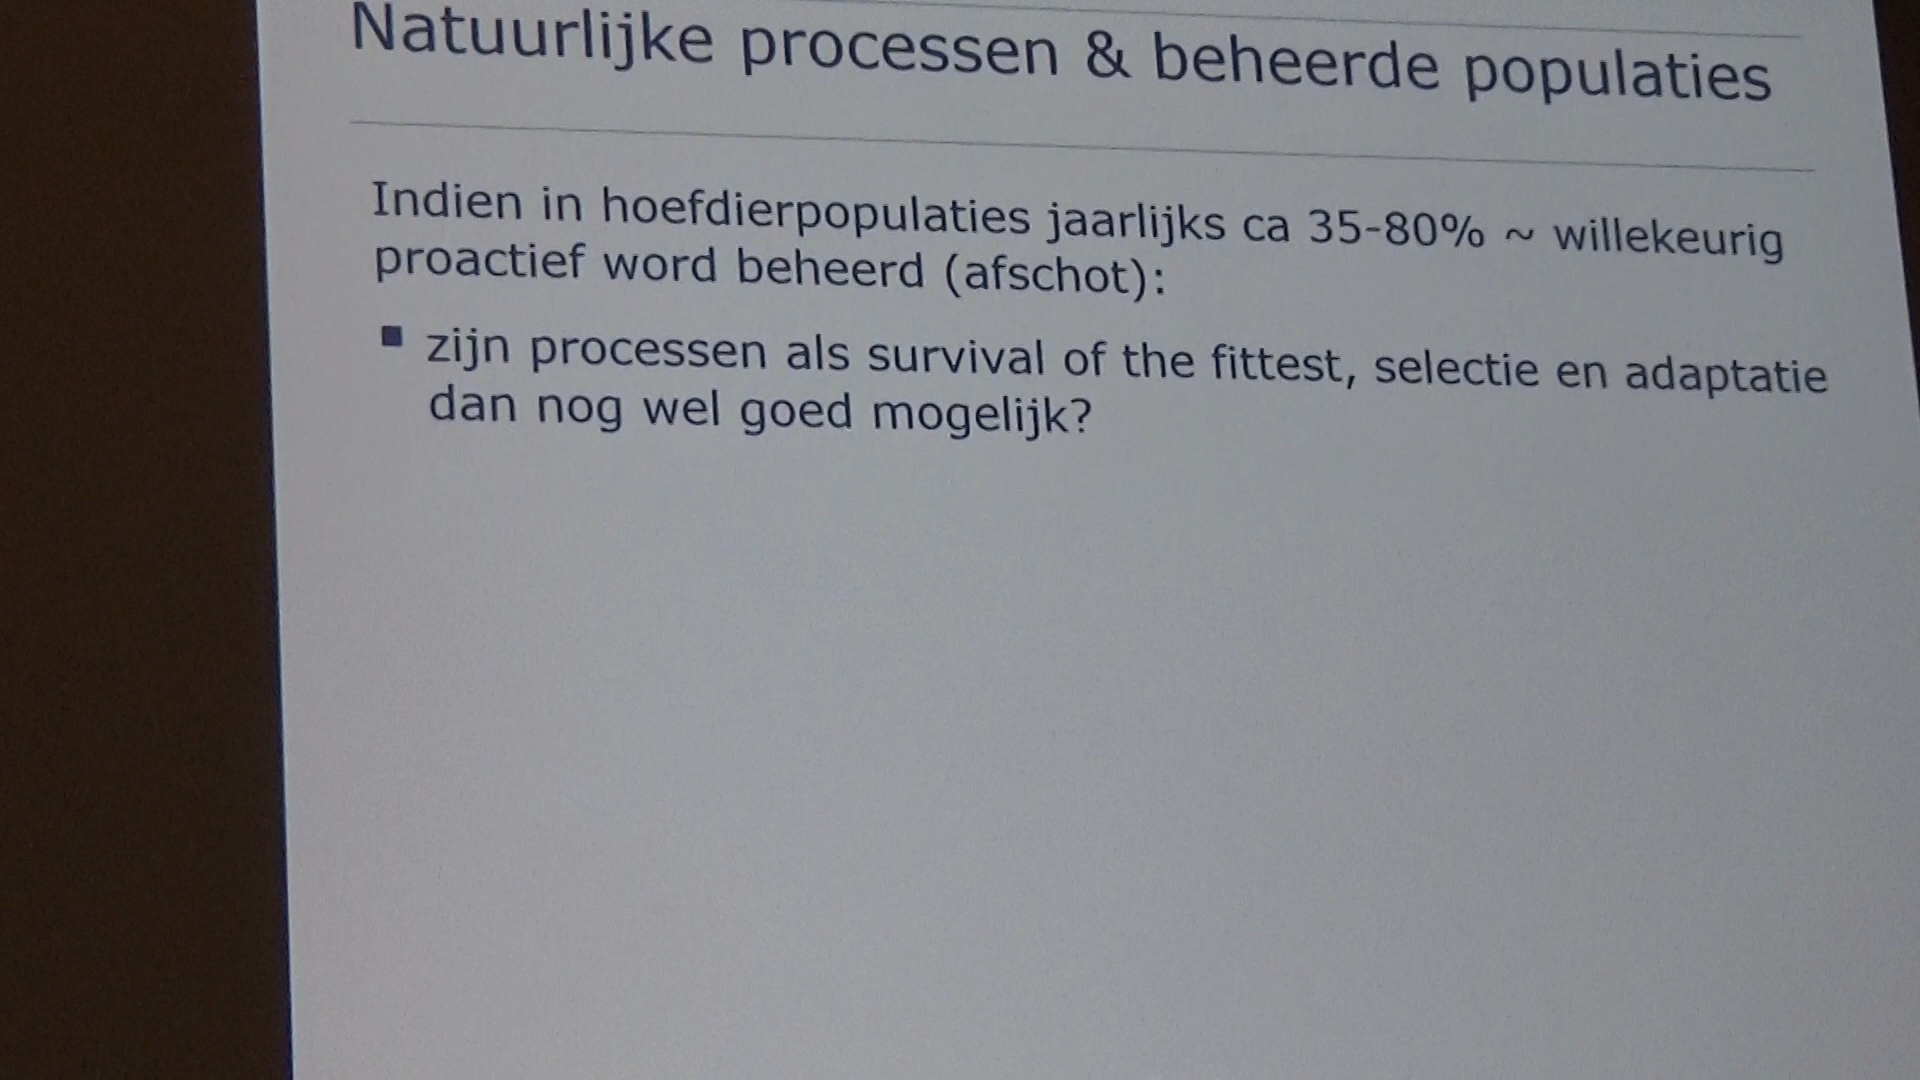 Natuurlijke processen & beheerde populaties
Indien in hoefdierpopulaties jaarlijks ca 35-80% ~ willekeurig
proactief word beheerd (afschot):
▪ zijn processen als survival of the fittest, selectie en adaptatie
dan nog wel goed mogelijk?